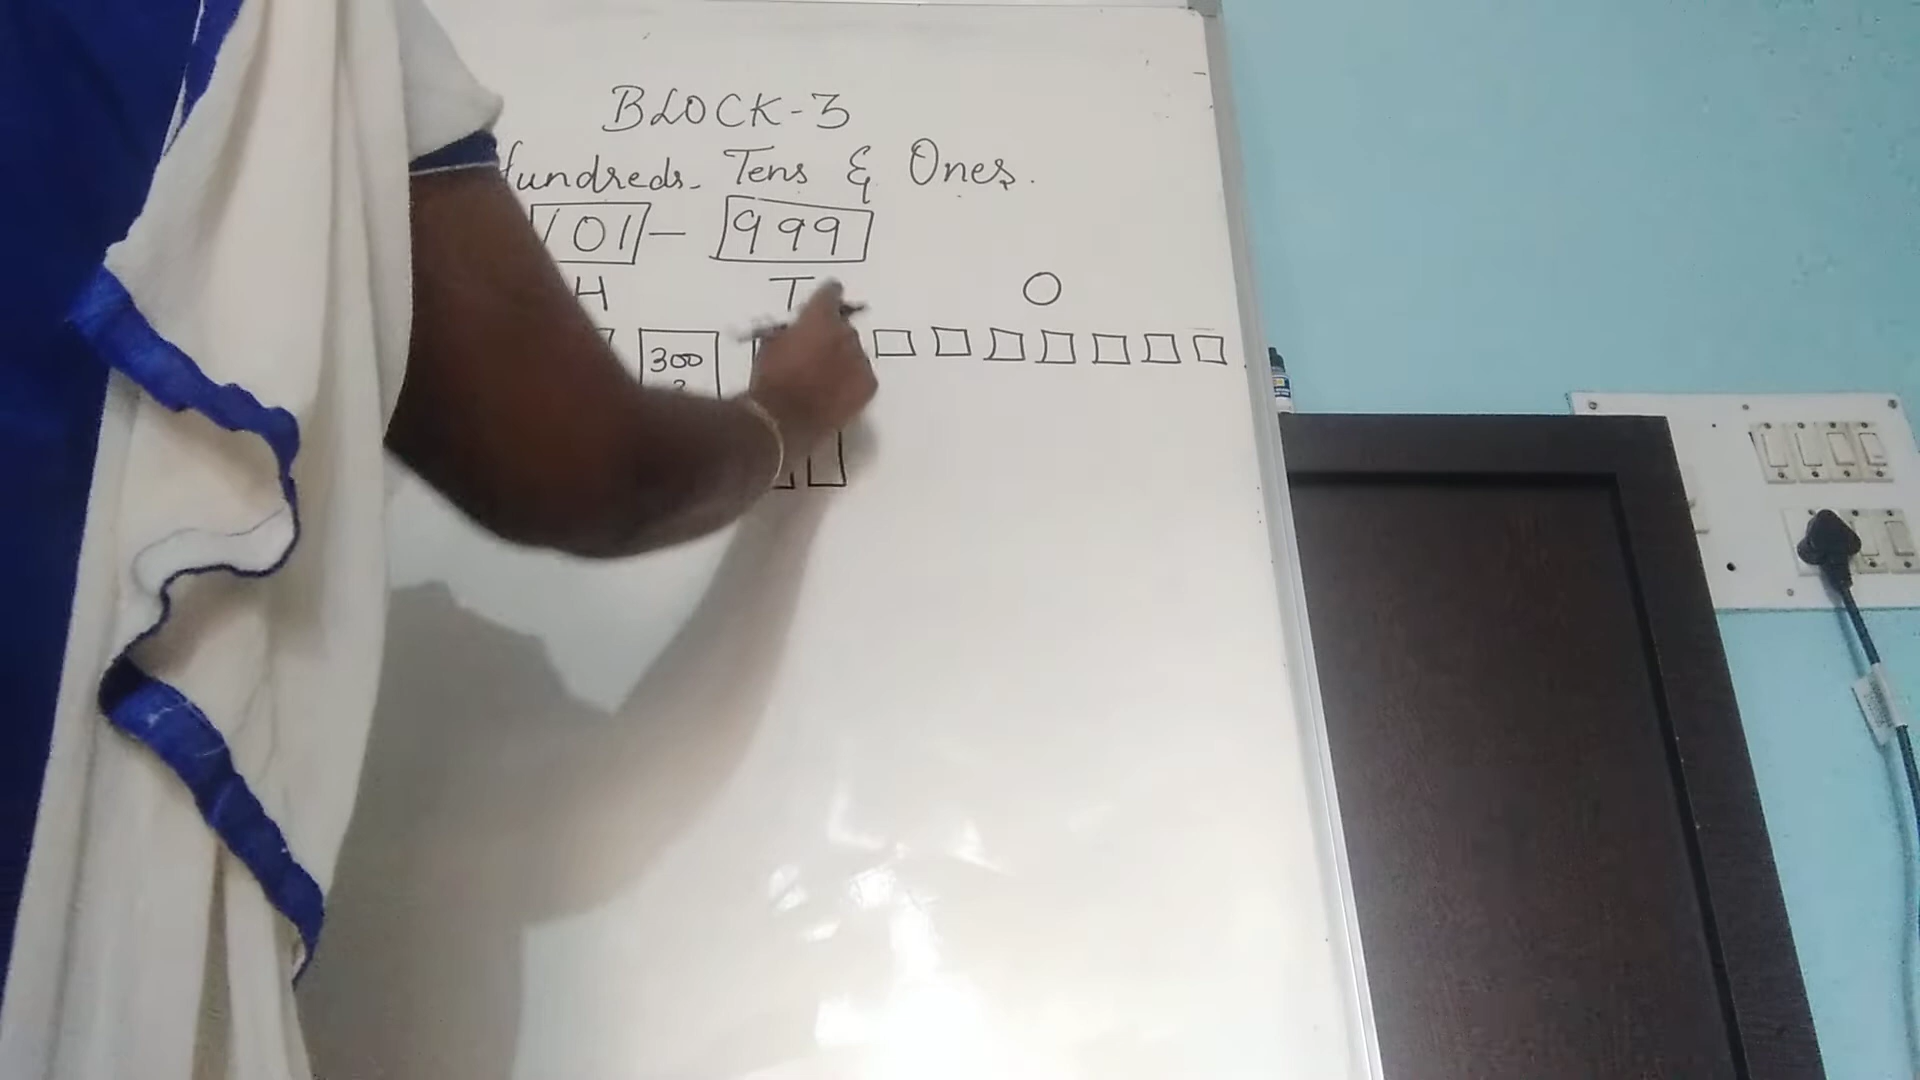 BLOCK-3
Hundreds. Tens & Ones.
101 — 999
H T O
300